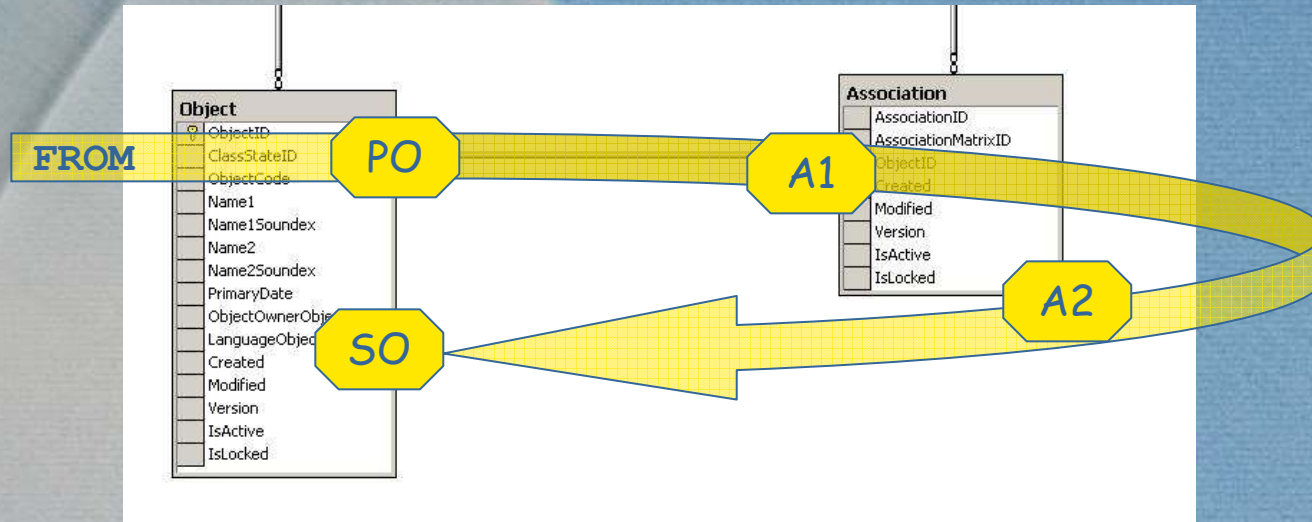 FROM
Object
ObjectID
ClassStateID
ObjectCode
Name1
Name1Soundex
Name2
Name2Soundex
PrimaryDate
ObjectOwnerObje
LanguageObjec
Created
Modified
Version
IsActive
IsLocked
PO
SO
Association
AssociationID
AssociationMatrixID
ObjectID
Created
Modified
Version
IsActive
IsLocked
A1
A2